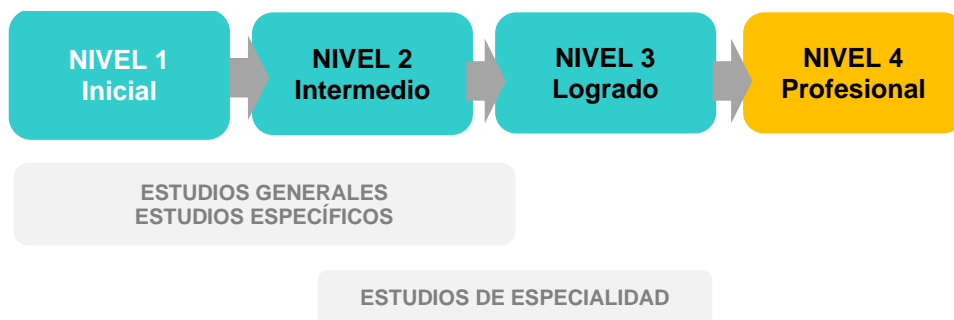 NIVEL 1
Inicial
NIVEL 2
Intermedio
NIVEL 3
Logrado
NIVEL 4
Profesional
ESTUDIOS GENERALES
ESTUDIOS ESPECÍFICOS
ESTUDIOS DE ESPECIALIDAD